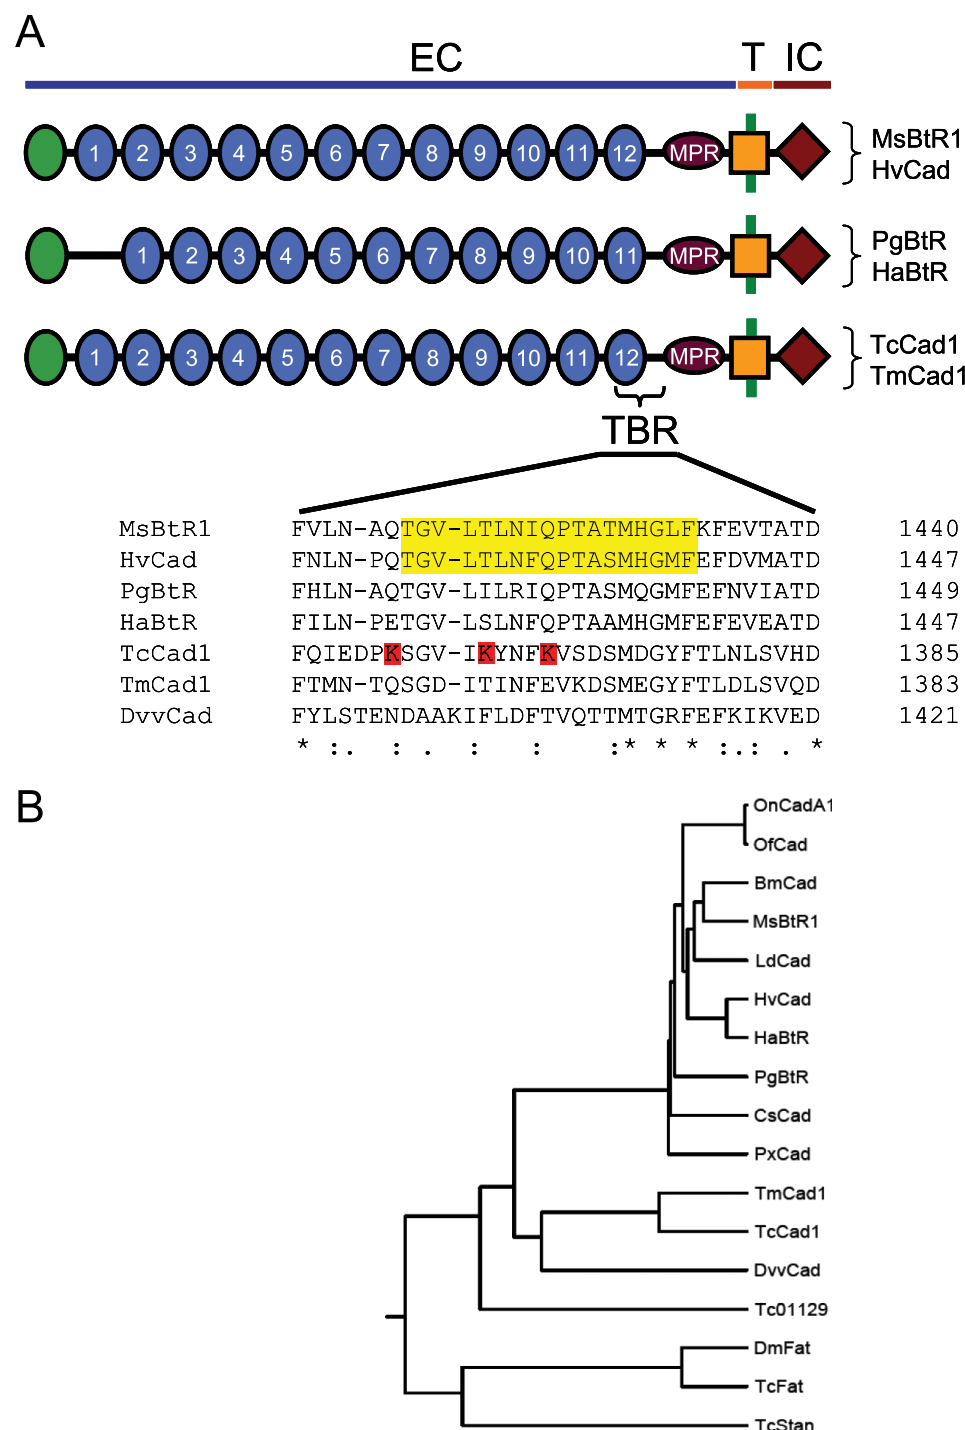 A
EC T IC
1 2 3 4 5 6 7 8 9 10 11 12 MPR MsBtR1
HvCad
1 2 3 4 5 6 7 8 9 10 11 MPR PgBtR
HaBtR
1 2 3 4 5 6 7 8 9 10 11 12 MPR TcCad1
TmCad1
TBR
MsBtR1 FVLN-AQTGV-LTLNIQPTATMHGLFKFEVTATD 1440
HvCad FNLN-PQTGV-LTLNFQPTASMHGMFEFDVMATD 1447
PgBtR FHLN-AQTGV-LILRIQPTASMQGMFEFNVIATD 1449
HaBtR FILN-PETGV-LSLNFQPTAAMHGMFEFEVEATD 1447
TcCad1 FQIEDPKSGV-IKYNFKVSDSMDGYFTLNLSVHD 1385
TmCad1 FTMN-TQSGD-ITINFEVKDSMEGYFTLDLSVQD 1383
DvvCad FYLSTENDAAKIFLDFTVQTTMTGRFEFKIKVED 1421
* :. : . : : :* * * :.: . *
B
OnCadA1
OfCad
BmCad
MsBtR1
LdCad
HvCad
HaBtR
PgBtR
CsCad
PxCad
TmCad1
TcCad1
DvvCad
Tc01129
DmFat
TcFat
TcStan